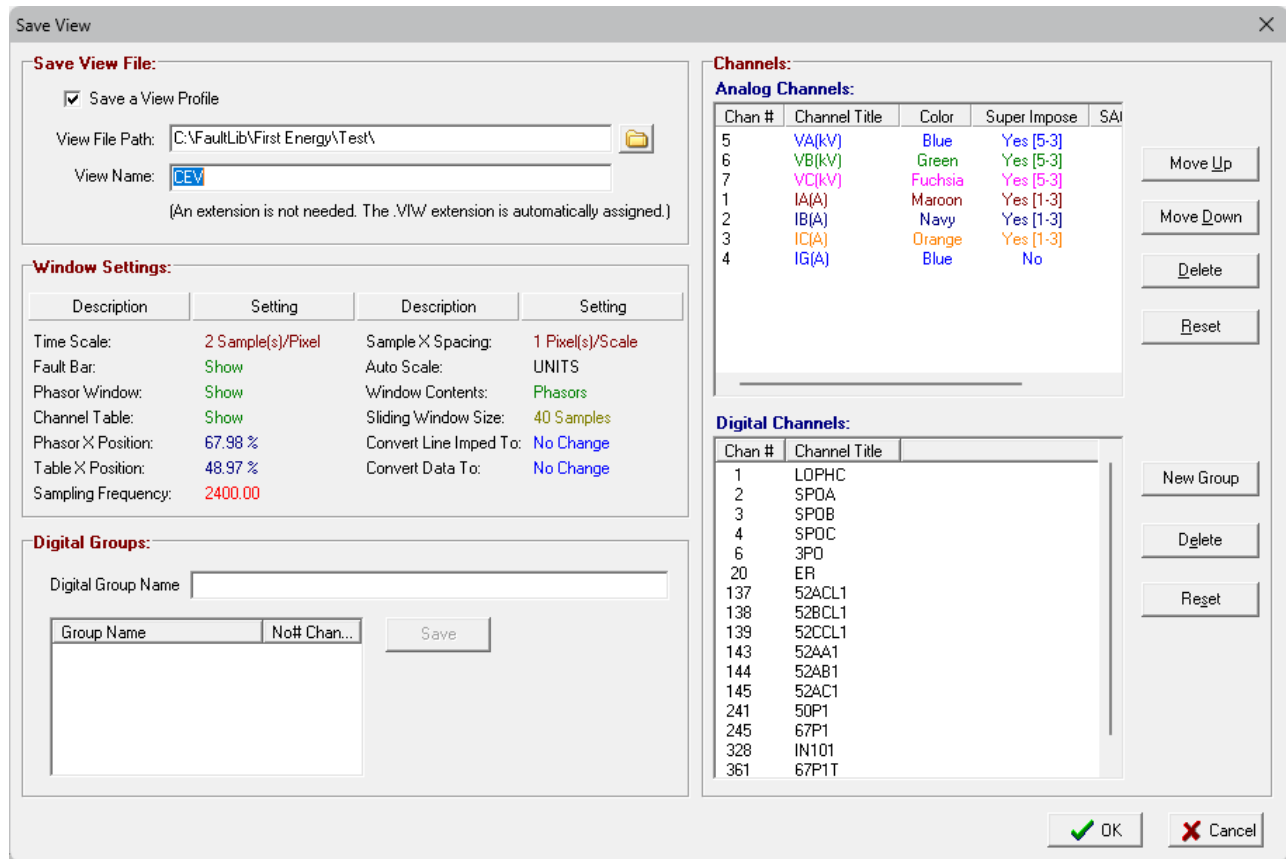 Save View
Save View File:
Save a View Profile
View File Path: C:\FaultLib\First Energy\Test\
View Name: CEV
(An extension is not needed. The .VIW extension is automatically assigned.)
Window Settings:
Description Setting Description Setting
Time Scale: 2 Sample(s)/Pixel Sample X Spacing: 1 Pixel(s)/Scale
Fault Bar: Show Auto Scale: UNITS
Phasor Window: Show Window Contents: Phasors
Channel Table: Show Sliding Window Size: 40 Samples
Phasor X Position: 67.98 % Convert Line Imped To: No Change
Table X Position: 48.97 % Convert Data To: No Change
Sampling Frequency: 2400.00
Digital Groups:
Digital Group Name
Group Name No# Chan...
Save
Channels:
Analog Channels:
Chan # Channel Title Color Super Impose
5 VA(kV) Blue Yes [5-3]
6 VB(kV) Green Yes [5-3]
7 VC(kV) Fuchsia Yes [5-3]
1 IA(A) Maroon Yes [1-3]
2 IB(A) Navy Yes [1-3]
3 IC(A) Orange Yes [1-3]
4 IG(A) Blue No
Move Up
Move Down
Delete
Reset
Digital Channels:
Chan # Channel Title
1 LOPHC
2 SPOA
3 SPOB
4 SPOC
6 3PO
20 ER
137 52ACL1
138 52BCL1
139 52CCL1
143 52AA1
144 52AB1
145 52AC1
241 50P1
245 67P1
328 IN101
361 67P1T
New Group
Delete
Reset
OK
Cancel